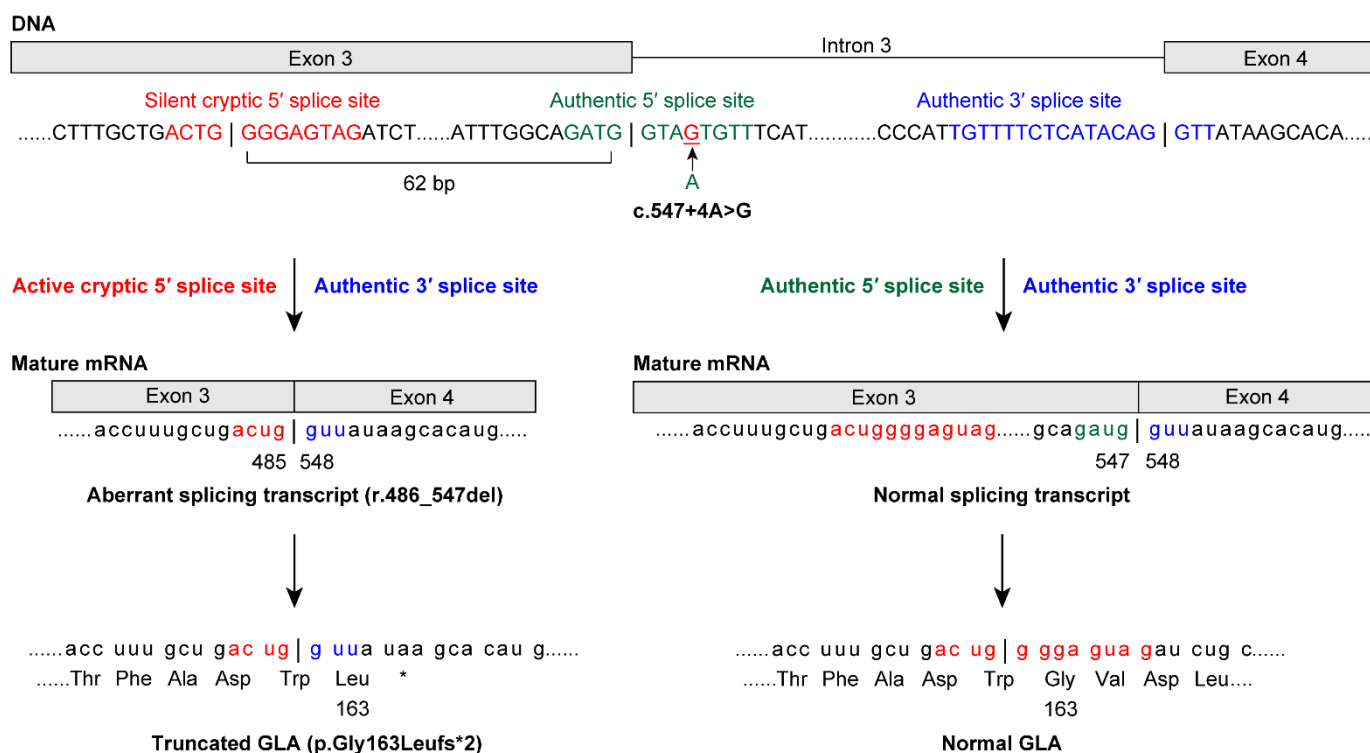 DNA
Exon 3
Intron 3
Exon 4
Silent cryptic 5′ splice site
Authentic 5′ splice site
Authentic 3′ splice site
......CTTTGCTGACTG | GGGAGTAGATCT.....ATTTGGCAGATG | GTAGTGTTTCAT..........CCCATTGTTTTCTCATACAG | GTTATAAGCACA.....
62 bp
A
c.547+4A>G
Active cryptic 5′ splice site
Authentic 3′ splice site
Authentic 5′ splice site
Authentic 3′ splice site
Mature mRNA
Exon 3
Exon 4
......accuuugcugacug | guuauaagcacaug.....
485 548
Aberrant splicing transcript (r.486_547del)
Mature mRNA
Exon 3
Exon 4
......accuuugcugacuggggaguag......gcagaug | guuauaagcacaug.....
547 548
Normal splicing transcript
......acc uuu gcu gac ug | g uua uaa gca cau g......
......Thr Phe Ala Asp Trp Leu *
163
Truncated GLA (p.Gly163Leufs*2)
......acc uuu gcu gac ug | g gga gua gau cug c......
......Thr Phe Ala Asp Trp Gly Val Asp Leu....
163
Normal GLA